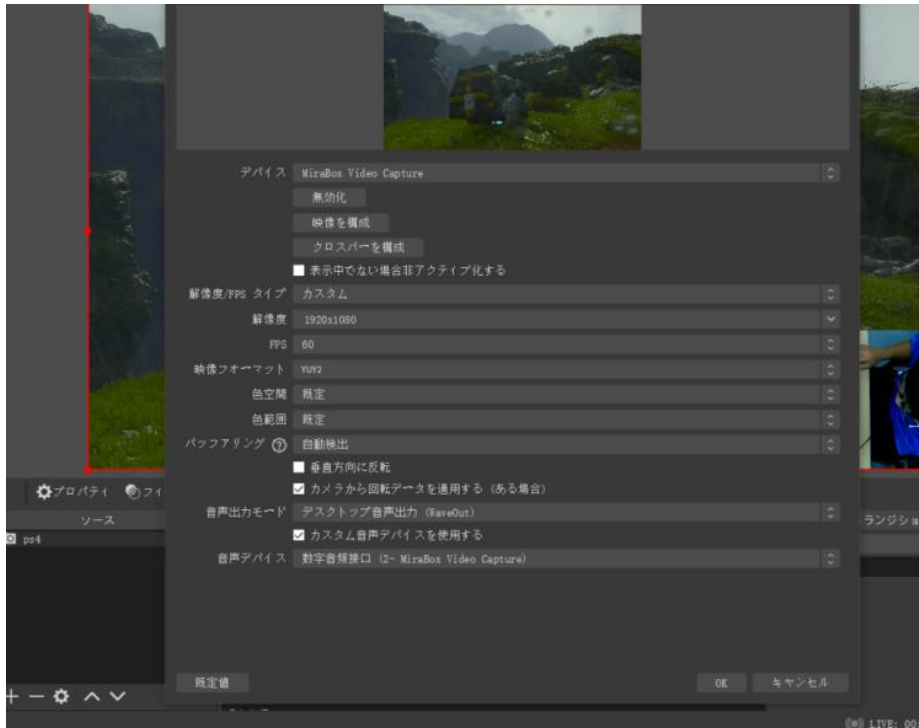 デバイス MiraBox Video Capture
無効化
映像を構成
クロスバーを構成
表示中でない場合非アクティブ化する
解像度/FPS タイプ カスタム
解像度 1920x1080
FPS 60
映像フォーマット YUY2
色空間 既定
色範囲 既定
バッファリング ? 自動検出
垂直方向に反転
カメラから回転データを適用する (ある場合)
プロパティ フィ
音声出力モード デスクトップ音声出力 (WaveOut)
ソース
ランジショ
カスタム音声デバイスを使用する
ps4
音声デバイス 数字音频接口 (2- MiraBox Video Capture)
既定値 OK キャンセル
LIVE: 00